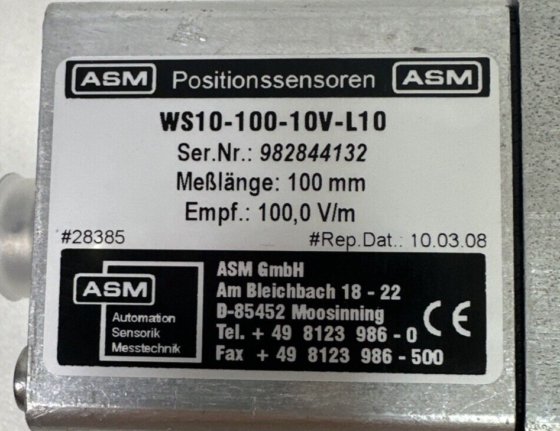 ASM Positionssensoren ASM
WS10-100-10V-L10
Ser.Nr.: 982844132
Meßlänge: 100 mm
Empf.: 100,0 V/m
#28385 #Rep.Dat.: 10.03.08
ASM
Automation
Sensorik
Messtechnik
ASM GmbH
Am Bleichbach 18 - 22
D-85452 Moosinning
Tel. + 49 8123 986 - 0
Fax + 49 8123 986 - 500
CE